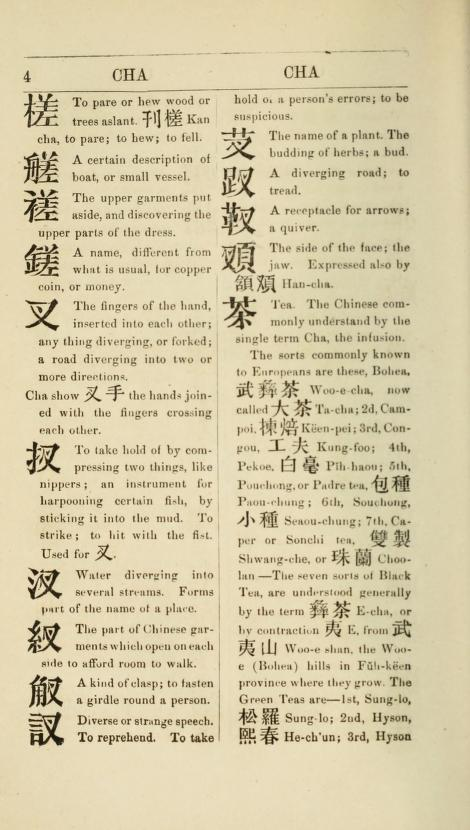 4 CHA CHA
槎 To pare or hew wood or
trees aslant. 刊槎 Kan
cha, to pare; to hew; to fell.
艖 A certain description of
boat, or small vessel.
褨 The upper garments put
aside, and discovering the
upper parts of the dress.
鎈 A name, different from
what is usual, for copper
coin, or money.
叉 The fingers of the hand,
inserted into each other;
any thing diverging, or forked;
a road diverging into two or
more directions.
Cha show 叉手 the hands join-
ed with the fingers crossing
each other.
扠 To take hold of by com-
pressing two things, like
nippers; an instrument for
harpooning certain fish, by
sticking it into the mud. To
strike; to hit with the fist.
Used for 叉.
汊 Water diverging into
several streams. Forms
part of the name of a place.
衩 The part of Chinese gar-
ments which open on each
side to afford room to walk.
A kind of clasp; to fasten
a girdle round a person.
訍 Diverse or strange speech.
To reprehend. To take
hold of a person's errors; to be
suspicious.
芆 The name of a plant. The
budding of herbs; a bud.
跤 A diverging road; to
tread.
靫 A receptacle for arrows;
a quiver.
The side of the face; the
jaw. Expressed also by
Han-cha.
茶 Tea. The Chinese com-
monly understand by the
single term Cha, the infusion.
The sorts commonly known
to Europeans are these, Bohea,
武彝茶 Woo-e-cha, now
called 大茶 Ta-cha; 2d, Cam-
poi, 揀焙 Këen-pei; 3rd, Con-
gou, 工夫 Kung-foo; 4th,
Pekoe, 白毫 Pïh-haou; 5th,
Pouchong, or Padre tea, 包種
Paou-chung; 6th, Souchong,
小種 Seaou-chung; 7th, Ca-
per or Sonchi tea, 雙製
Shwang-che, or 珠蘭 Choo-
lan —The seven sorts of Black
Tea, are understood generally
by the term 彝茶 E-cha, or
by contraction 夷 E, from 武
夷山 Woo-e shan, the Woo-
e (Bohea) hills in Fŭh-këen
province where they grow. The
Green Teas are—1st, Sung-lo,
松羅 Sung-lo; 2nd, Hyson,
熙春 He-ch'un; 3rd, Hyson